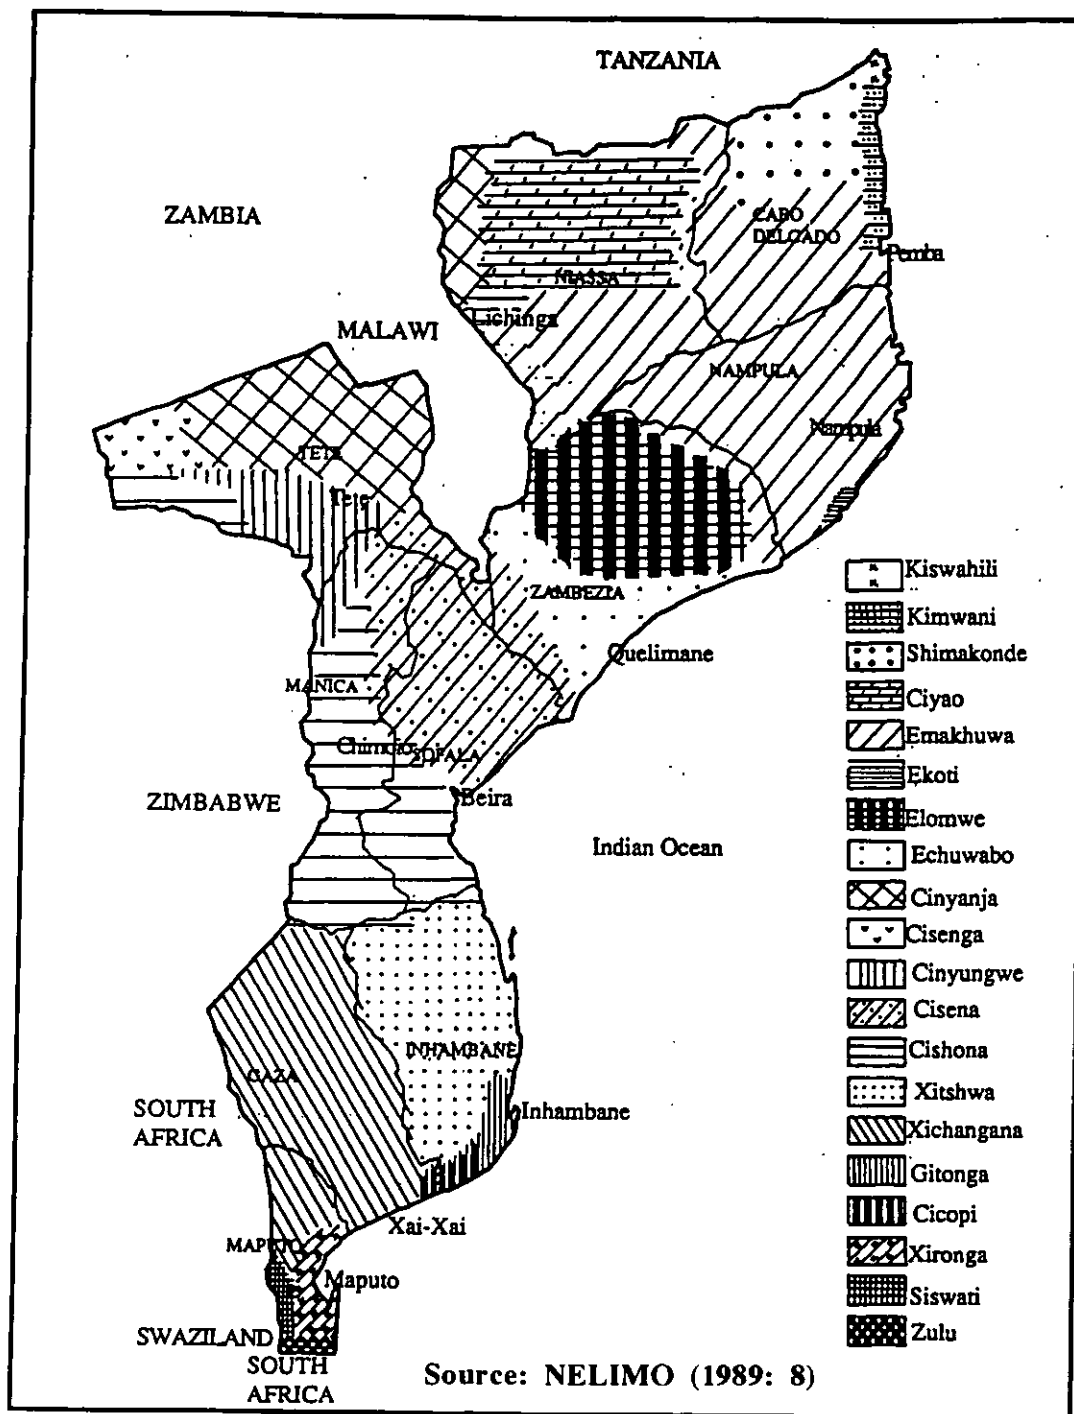 TANZANIA
ZAMBIA
CABO
DELGADO
Pemba
NIASSA
Lichinga
MALAWI
NAMPULA
Nampula
TETE
Tete
ZAMBEZIA
Quelimane
MANICA
Chimoio
SOFALA
ZIMBABWE
Beira
Indian Ocean
INHAMBANE
GAZA
SOUTH
AFRICA
Inhambane
Xai-Xai
MAPUTO
Maputo
SWAZILAND
SOUTH
AFRICA
Kiswahili
Kimwani
Shimakonde
Ciyao
Emakhuwa
Ekoti
Elomwe
Echuwabo
Cinyanja
Cisenga
Cinyungwe
Cisena
Cishona
Xitshwa
Xichangana
Gitonga
Cicopi
Xironga
Siswati
Zulu
Source: NELIMO (1989: 8)